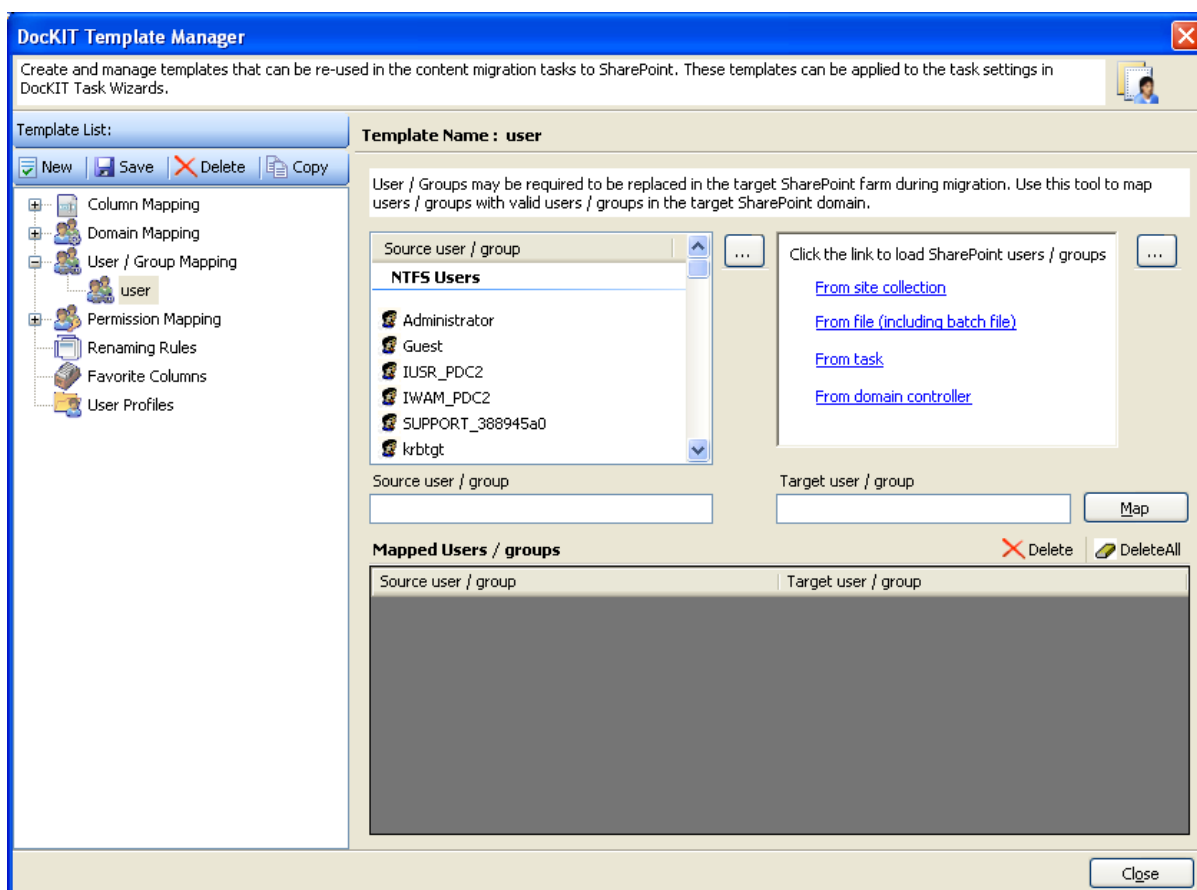 DocKIT Template Manager
Create and manage templates that can be re-used in the content migration tasks to SharePoint. These templates can be applied to the task settings in
DocKIT Task Wizards.
Template List:
New Save Delete Copy
Column Mapping
Domain Mapping
User / Group Mapping
user
Permission Mapping
Renaming Rules
Favorite Columns
User Profiles
Template Name : user
User / Groups may be required to be replaced in the target SharePoint farm during migration. Use this tool to map
users / groups with valid users / groups in the target SharePoint domain.
Source user / group
NTFS Users
Administrator
Guest
IUSR_PDC2
IWAM_PDC2
SUPPORT_388945a0
krbtgt
...
Click the link to load SharePoint users / groups
From site collection
From file (including batch file)
From task
From domain controller
...
Source user / group
Target user / group
Map
Mapped Users / groups
Delete DeleteAll
Source user / group Target user / group
Close